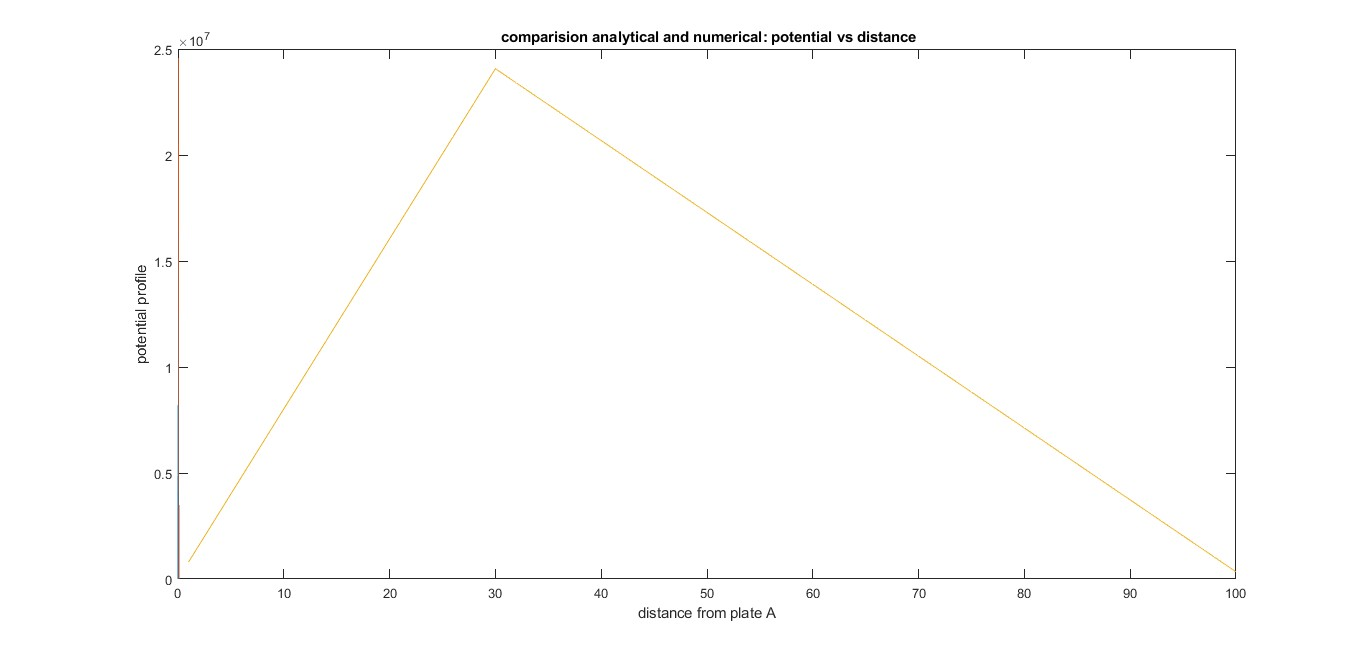 comparision analytical and numerical: potential vs distance
×10^7
2.5
2
1.5
1
0.5
0
potential profile
0 10 20 30 40 50 60 70 80 90 100
distance from plate A